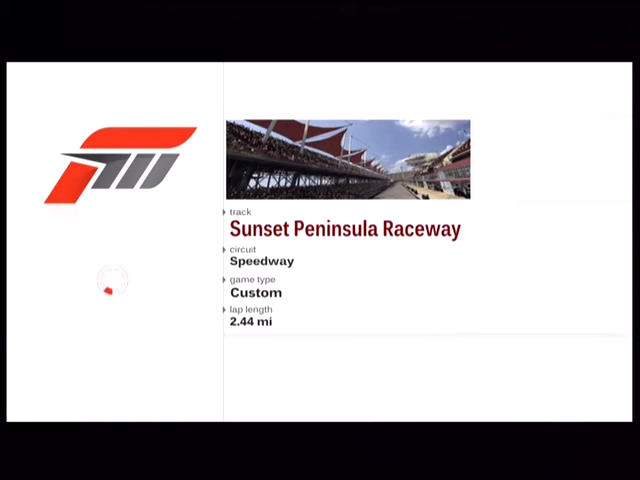 track
Sunset Peninsula Raceway
circuit
Speedway
game type
Custom
lap length
2.44 mi